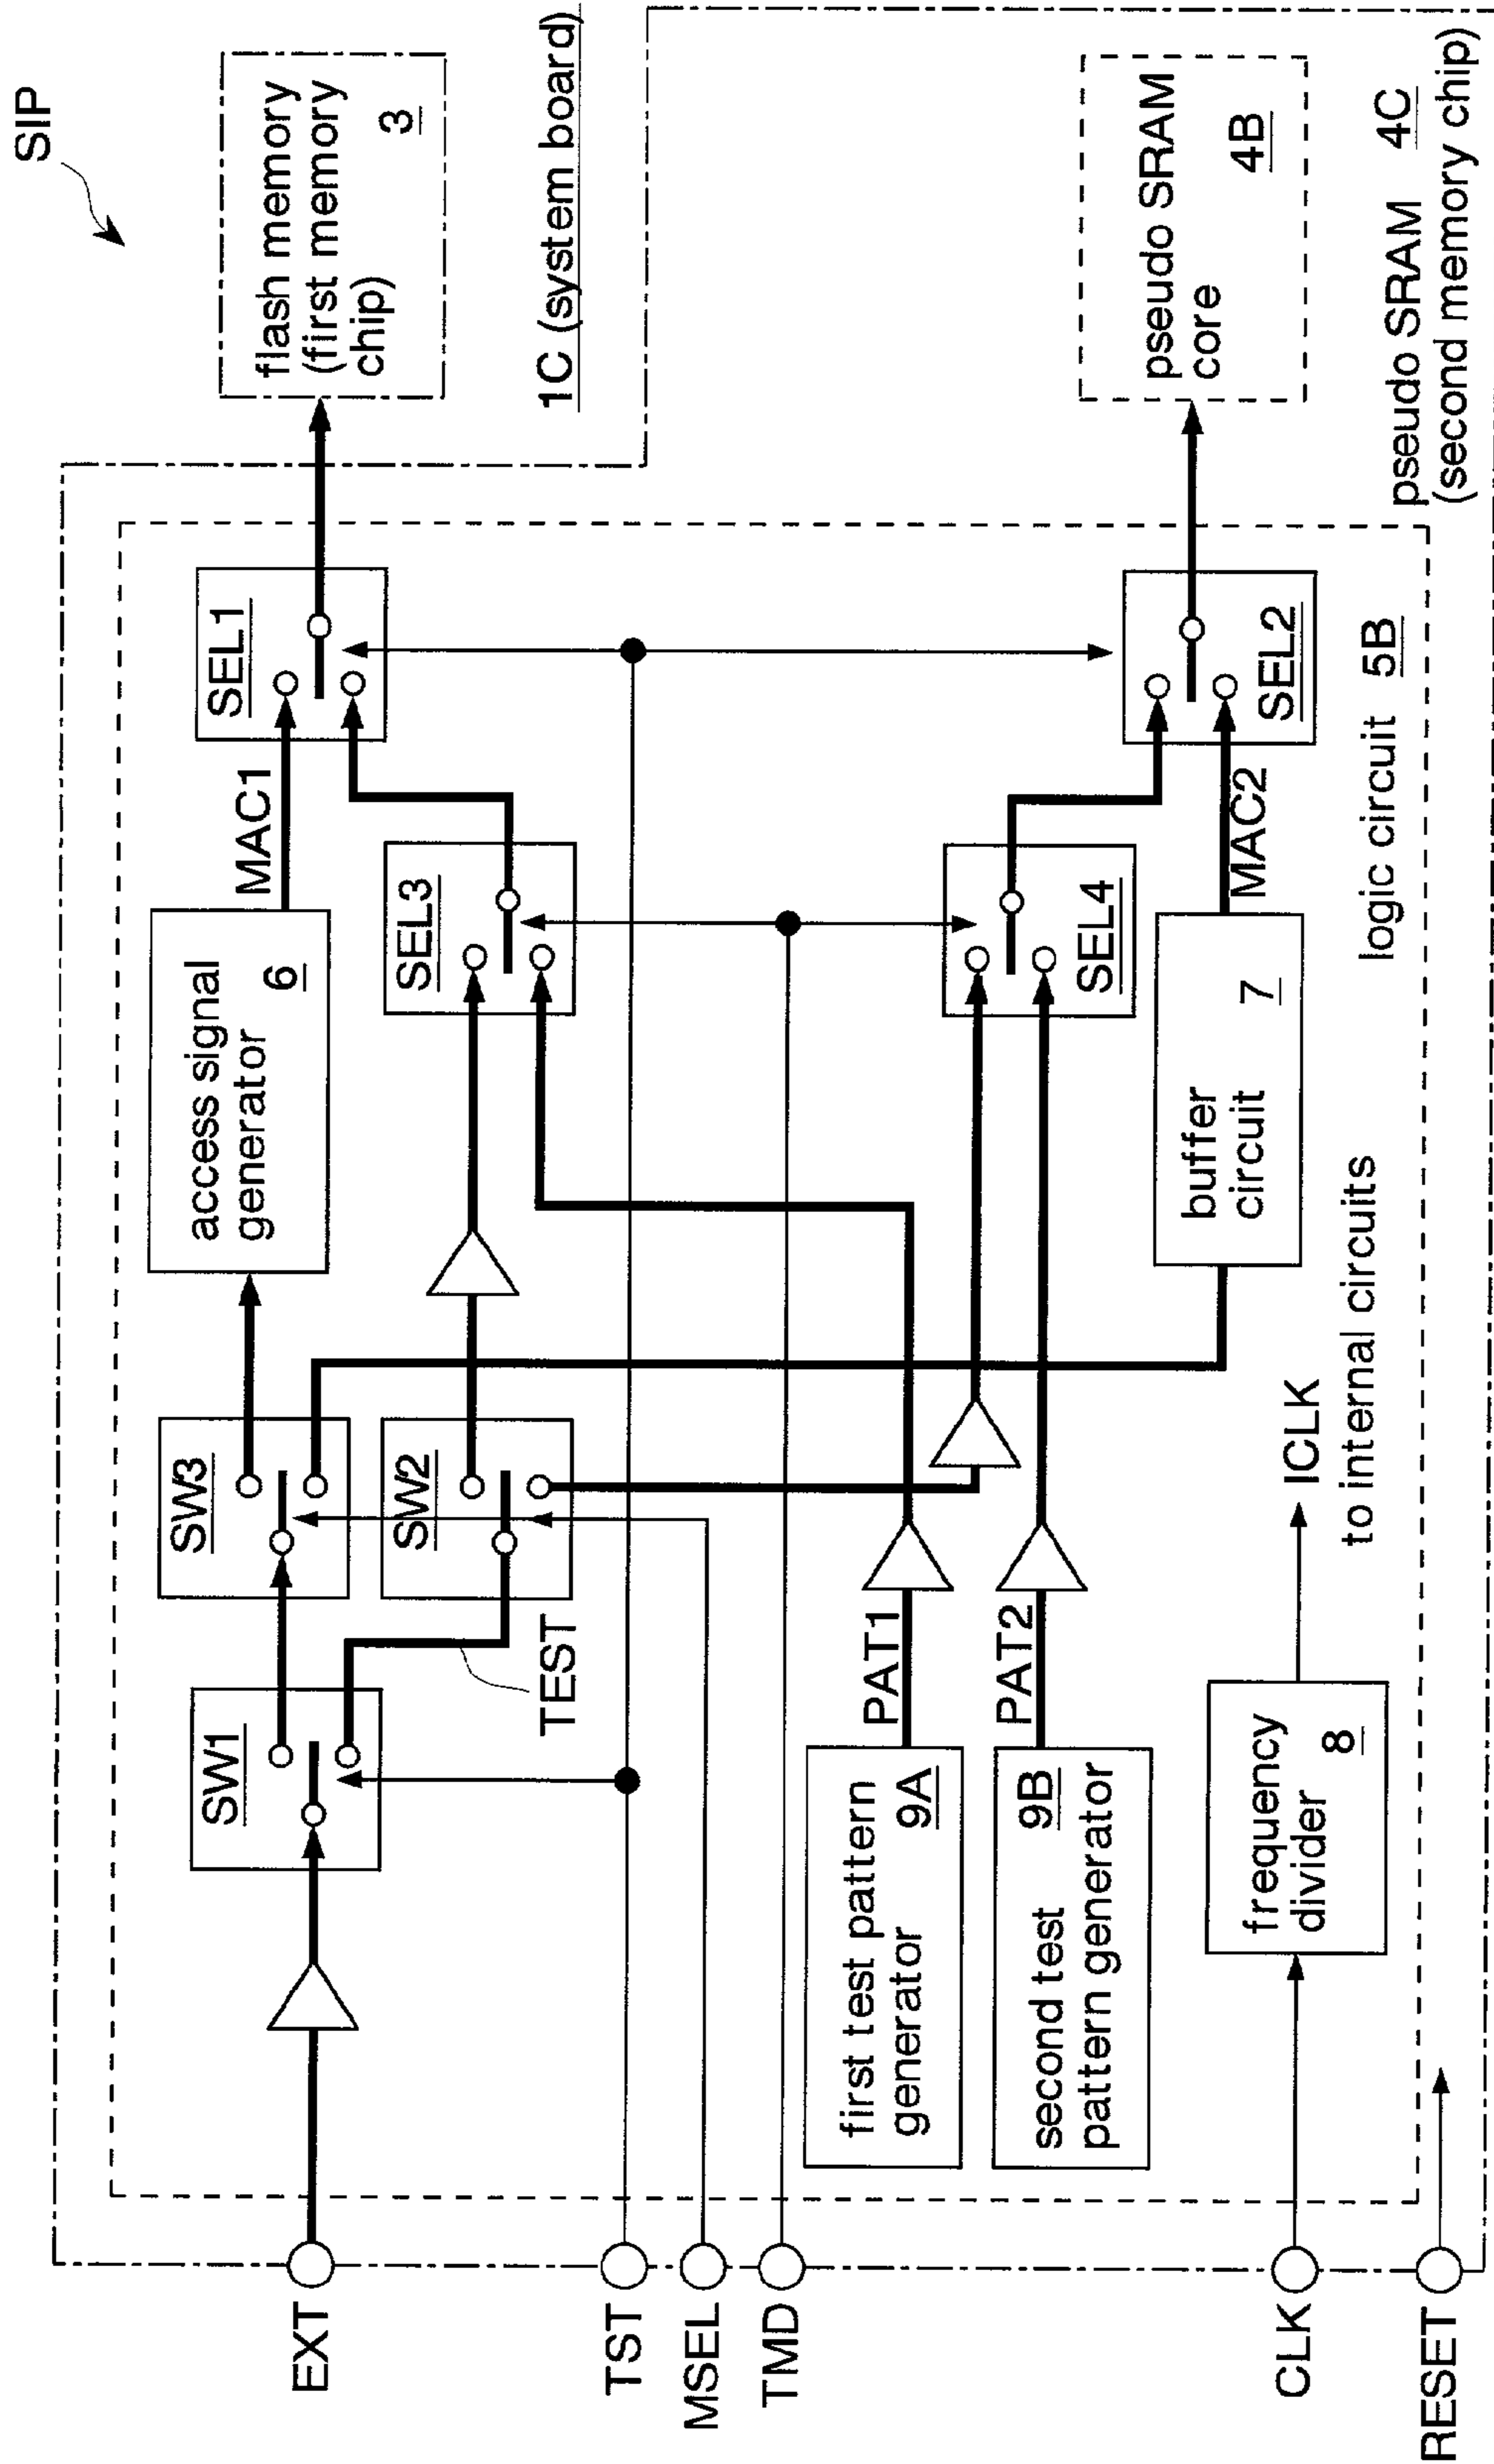 SIP
flash memory
(first memory
chip)
3
1C (system board)
SEL1
MAC1
access signal
generator
6
SW3
SW1
SW2
SEL3
TEST
EXT
TST
MSEL
TMD
first test pattern
generator
9A
PAT1
second test
pattern generator
9B
PAT2
SEL4
SEL2
MAC2
buffer
circuit
7
pseudo SRAM
core
4B
logic circuit 5B
pseudo SRAM 4C
(second memory chip)
frequency
divider
8
ICLK
to internal circuits
CLK
RESET